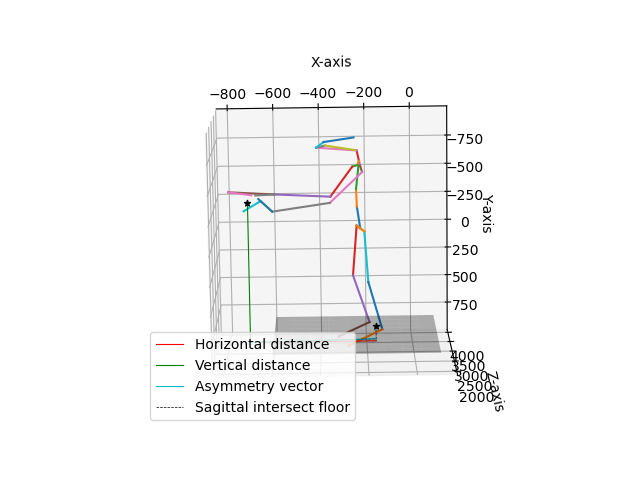 X-axis
−800 −600 −400 −200 0
−750
−500
−250
0
250
500
750
Y-axis
4000
3500
3000
2500
2000
Z-axis
Horizontal distance
Vertical distance
Asymmetry vector
Sagittal intersect floor